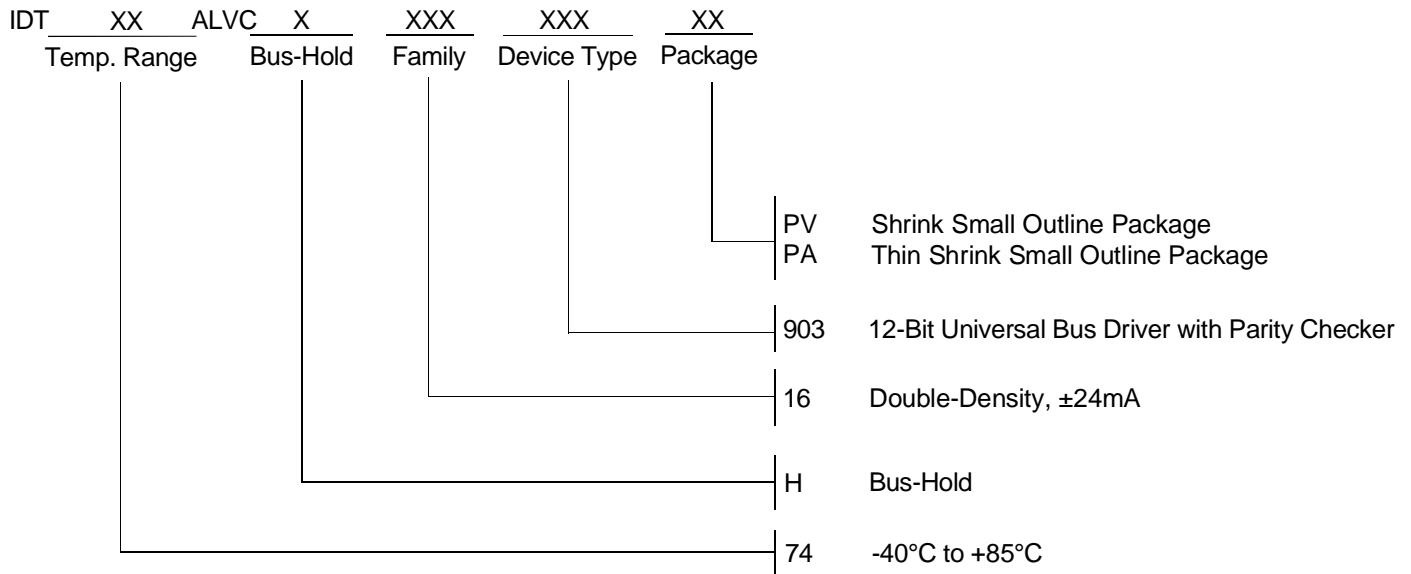 IDT XX ALVC X XXX XXX XX
Temp. Range Bus-Hold Family Device Type Package
PV Shrink Small Outline Package
PA Thin Shrink Small Outline Package
903 12-Bit Universal Bus Driver with Parity Checker
16 Double-Density, ±24mA
H Bus-Hold
74 -40°C to +85°C